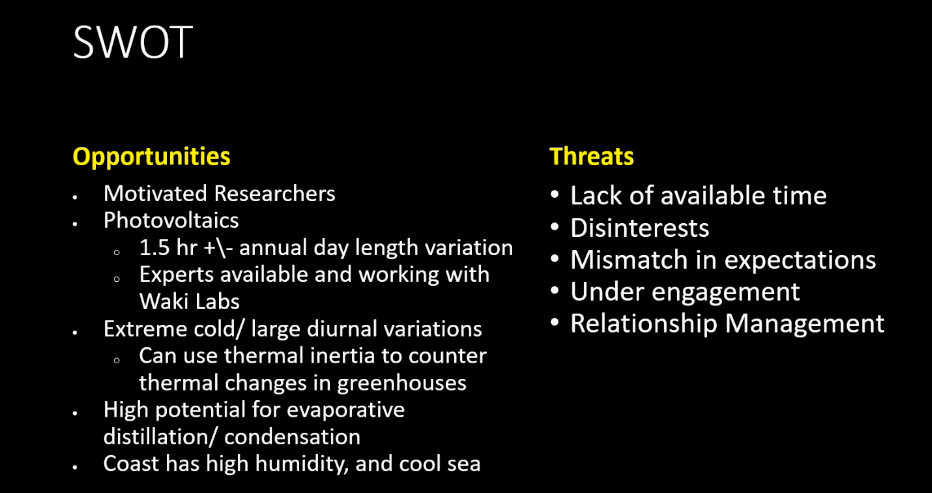 SWOT
Opportunities
• Motivated Researchers
• Photovoltaics
○ 1.5 hr +\- annual day length variation
○ Experts available and working with
Waki Labs
• Extreme cold/ large diurnal variations
○ Can use thermal inertia to counter
thermal changes in greenhouses
• High potential for evaporative
distillation/ condensation
• Coast has high humidity, and cool sea
Threats
• Lack of available time
• Disinterests
• Mismatch in expectations
• Under engagement
• Relationship Management